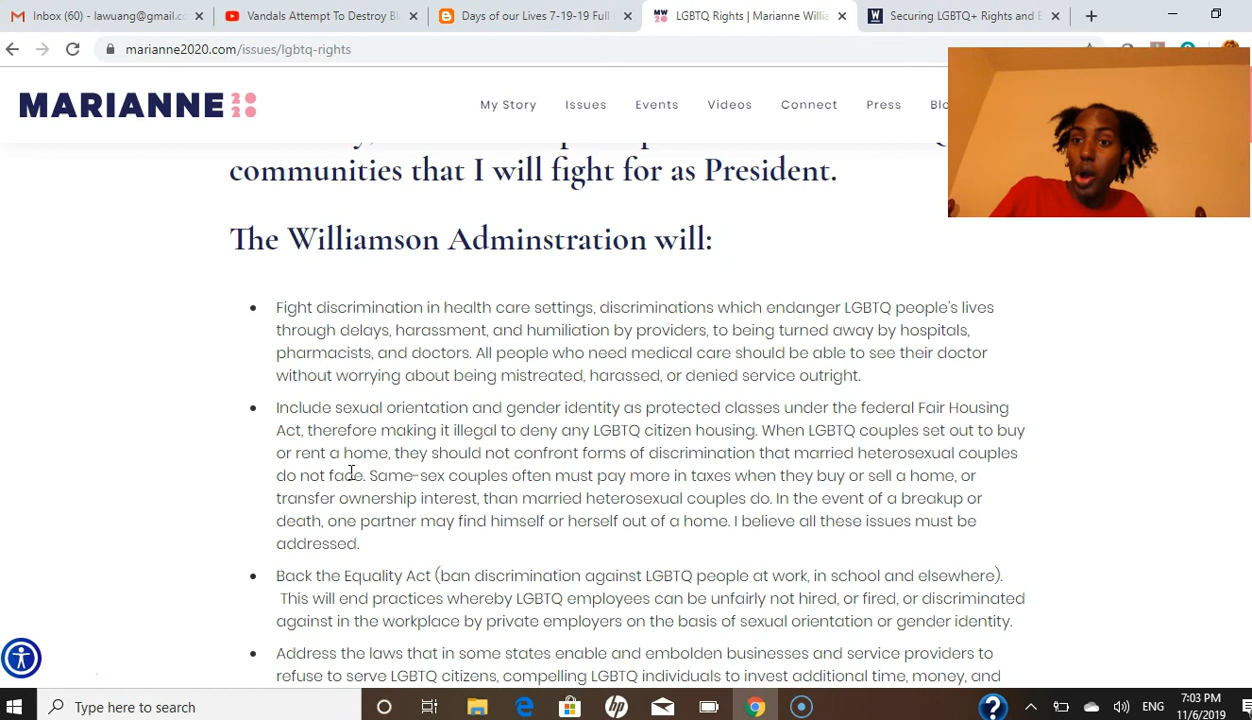 Inbox (60) - lawuang@gmail.c
Vandals Attempt To Destroy Bl
Days of our Lives 7-19-19 Full
LGBTQ Rights | Marianne Willia
Securing LGBTQ+ Rights and E
marianne2020.com/issues/lgbtq-rights
MARIANNE 2020
My Story Issues Events Videos Connect Press Blo
communities that I will fight for as President.
The Williamson Adminstration will:
• Fight discrimination in health care settings, discriminations which endanger LGBTQ people's lives
through delays, harassment, and humiliation by providers, to being turned away by hospitals,
pharmacists, and doctors. All people who need medical care should be able to see their doctor
without worrying about being mistreated, harassed, or denied service outright.
• Include sexual orientation and gender identity as protected classes under the federal Fair Housing
Act, therefore making it illegal to deny any LGBTQ citizen housing. When LGBTQ couples set out to buy
or rent a home, they should not confront forms of discrimination that married heterosexual couples
do not face. Same-sex couples often must pay more in taxes when they buy or sell a home, or
transfer ownership interest, than married heterosexual couples do. In the event of a breakup or
death, one partner may find himself or herself out of a home. I believe all these issues must be
addressed.
• Back the Equality Act (ban discrimination against LGBTQ people at work, in school and elsewhere).
This will end practices whereby LGBTQ employees can be unfairly not hired, or fired, or discriminated
against in the workplace by private employers on the basis of sexual orientation or gender identity.
• Address the laws that in some states enable and embolden businesses and service providers to
refuse to serve LGBTQ citizens, compelling LGBTQ individuals to invest additional time, money, and
Type here to search
hp
ENG
7:03 PM
11/6/2019